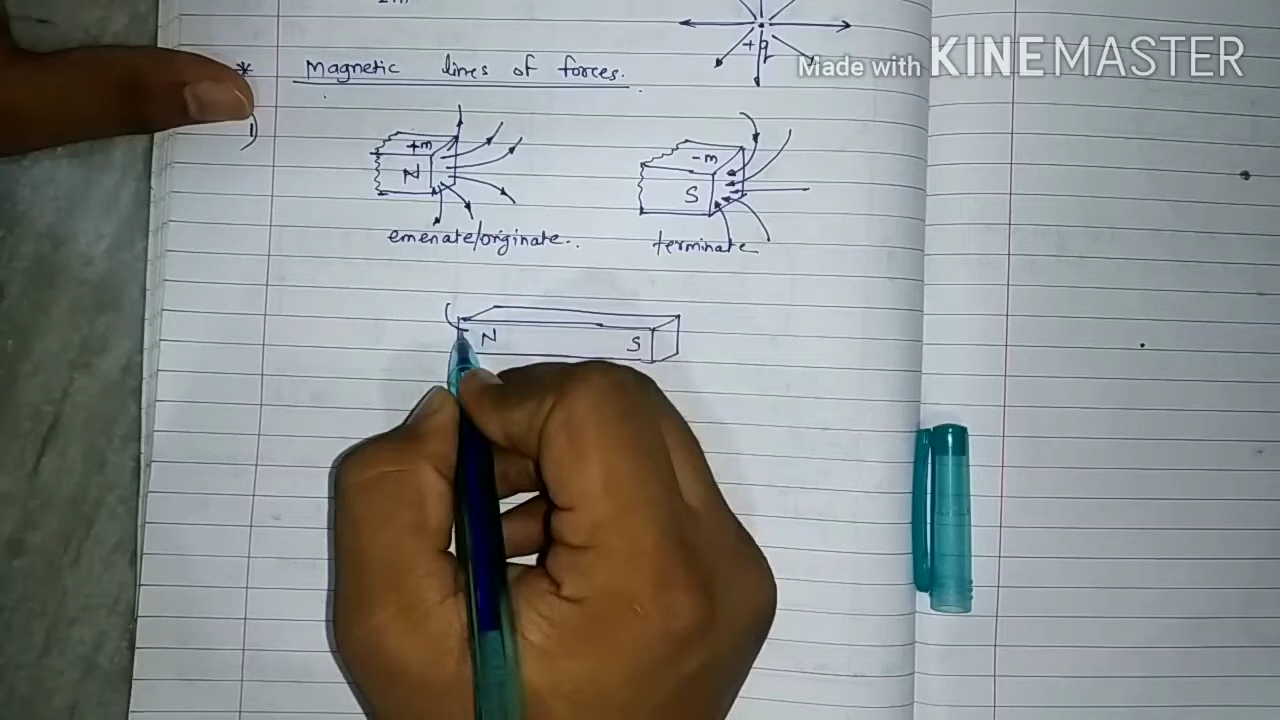 +q
Made with KINEMASTER
* Magnetic lines of forces.
1)
+m
N
-m
S
emenate/originate..
terminate
N
S